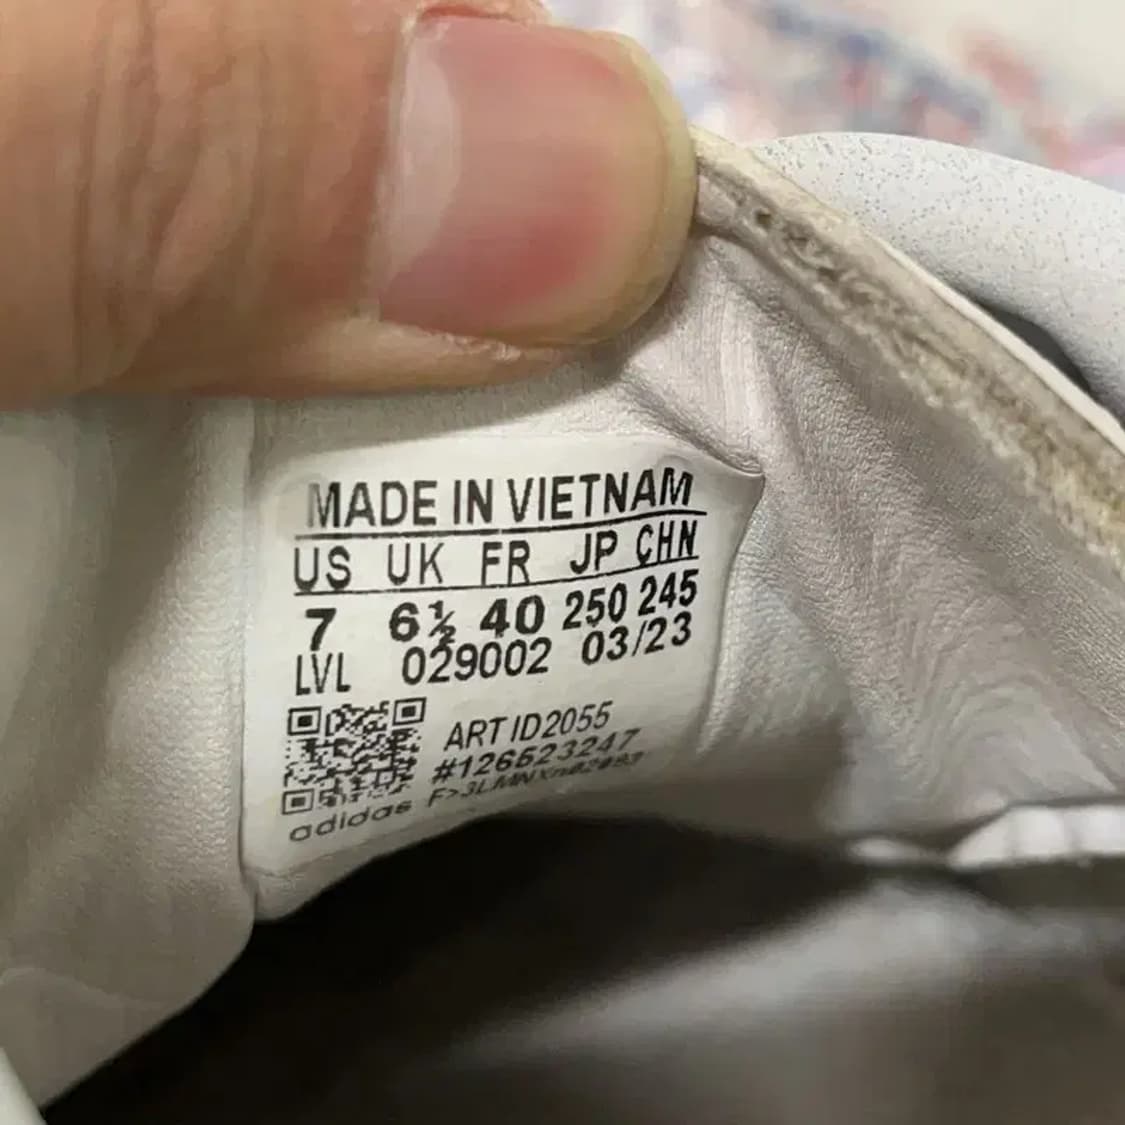 MADE IN VIETNAM
US UK FR JP CHN
7 6½ 40 250 245
LVL 029002 03/23
ART ID2055
#126523247
adidas